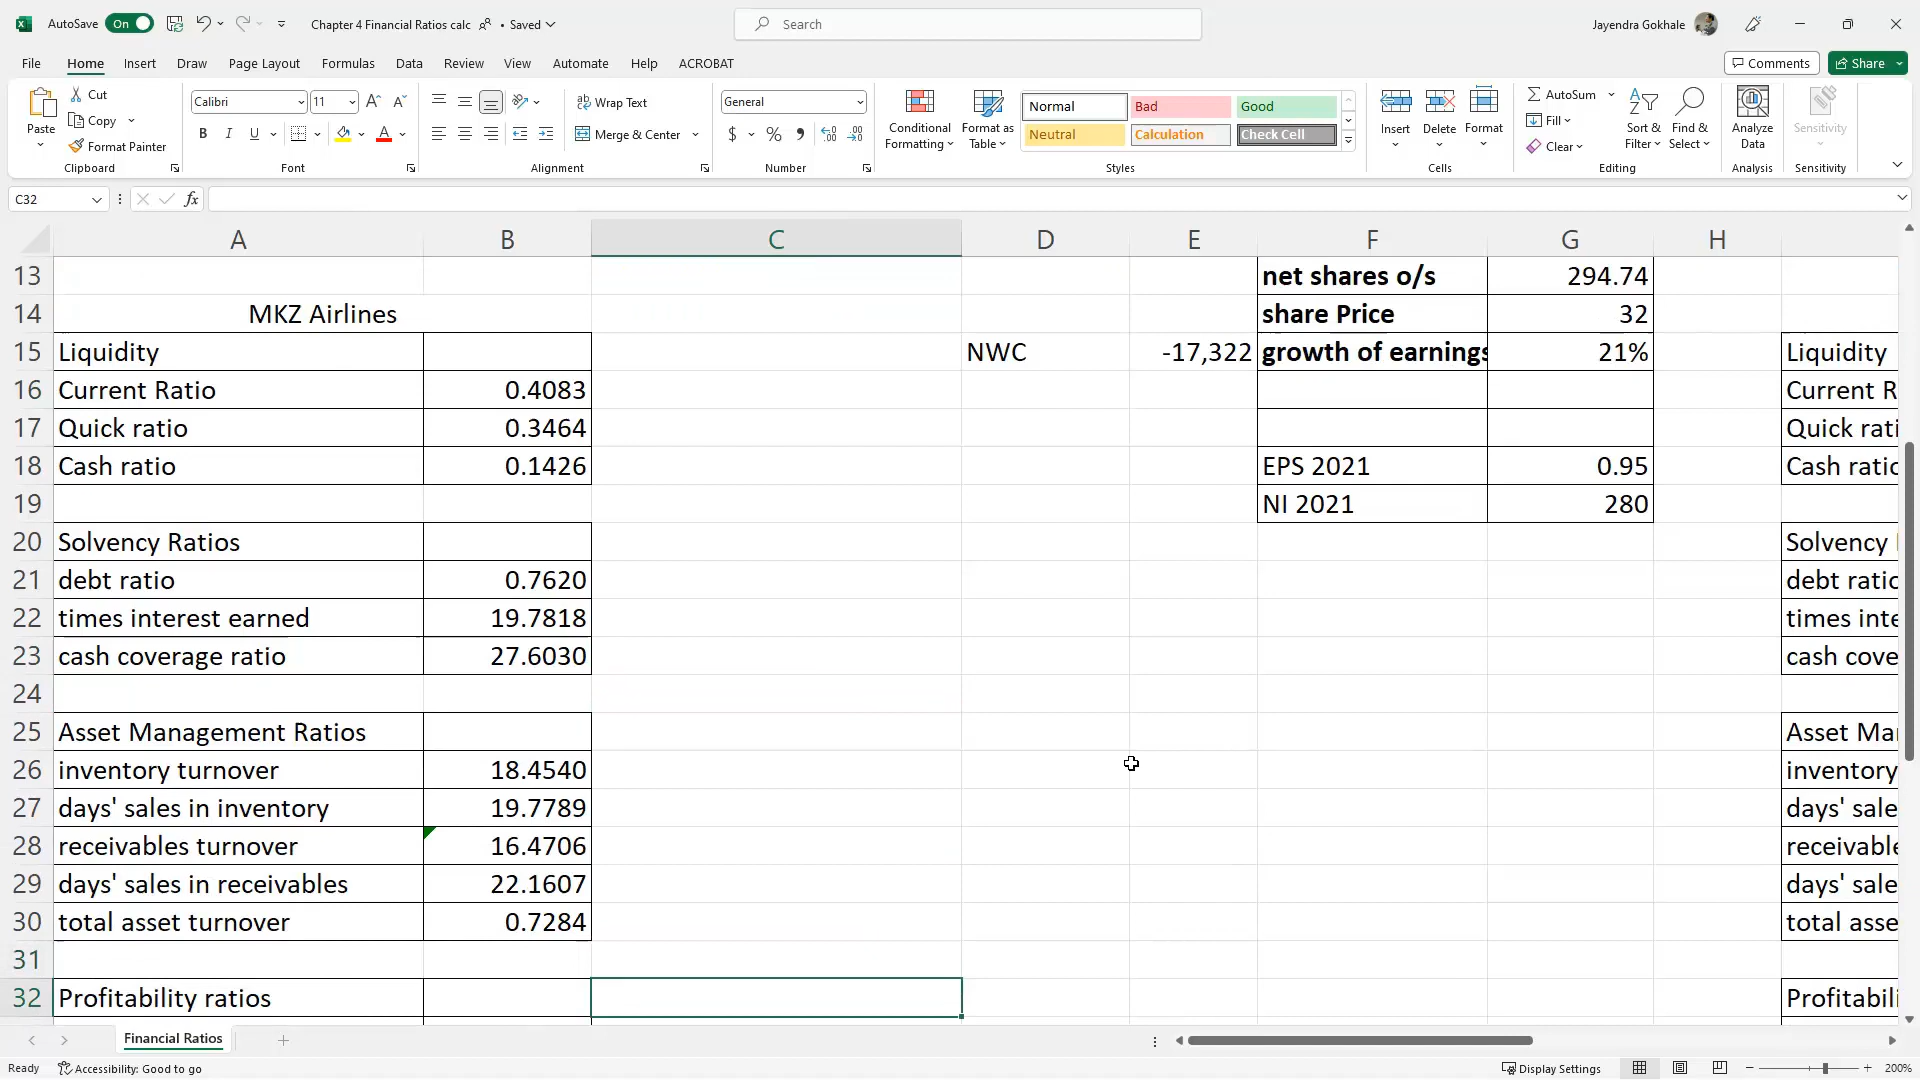 AutoSave On Chapter 4 Financial Ratios calc • Saved Search Jayendra Gokhale
File Home Insert Draw Page Layout Formulas Data Review View Automate Help ACROBAT Comments Share
Paste Cut Copy Format Painter Clipboard
Calibri 11 B I U A A A Font
Wrap Text Merge & Center Alignment
General $ % , Number
Conditional Formatting Format as Table Normal Bad Good Neutral Calculation Check Cell Styles
Insert Delete Format Cells
AutoSum Fill Clear Sort & Filter Find & Select Editing
Analyze Data Analysis
Sensitivity Sensitivity
C32 fx
A B C D E F G H
13 net shares o/s 294.74
14 MKZ Airlines share Price 32
15 Liquidity NWC -17,322 growth of earnings 21% Liquidity
16 Current Ratio 0.4083 Current R
17 Quick ratio 0.3464 Quick rati
18 Cash ratio 0.1426 EPS 2021 0.95 Cash ratio
19 NI 2021 280
20 Solvency Ratios Solvency
21 debt ratio 0.7620 debt ratio
22 times interest earned 19.7818 times inte
23 cash coverage ratio 27.6030 cash cove
24
25 Asset Management Ratios Asset Ma
26 inventory turnover 18.4540 inventory
27 days' sales in inventory 19.7789 days' sale
28 receivables turnover 16.4706 receivable
29 days' sales in receivables 22.1607 days' sale
30 total asset turnover 0.7284 total asse
31
32 Profitability ratios Profitabili
Financial Ratios
Ready Accessibility: Good to go Display Settings 200%